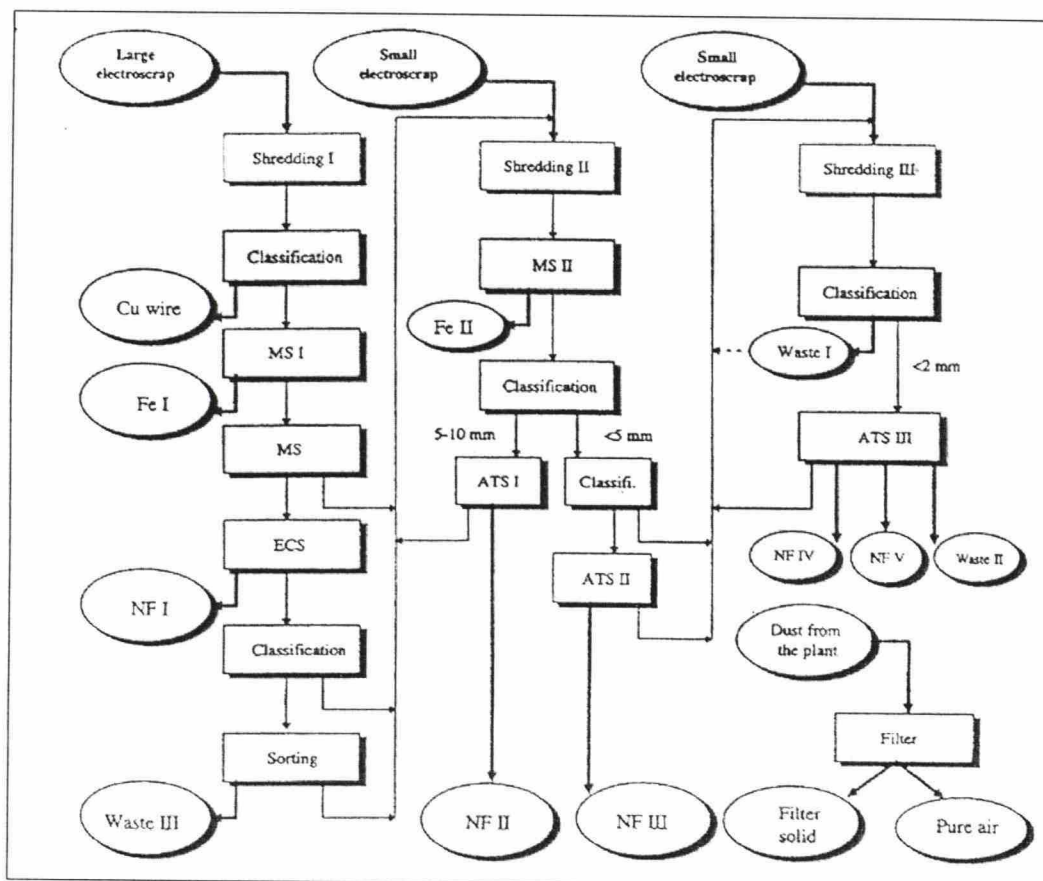 Large
electroscrap
Shredding I
Classification
Cu wire
MS I
Fe I
MS
ECS
NF I
Classification
Sorting
Waste III
Small
electroscrap
Shredding II
MS II
Fe II
Classification
5-10 mm
<5 mm
ATS I
Classifi.
ATS II
NF II
NF III
Small
electroscrap
Shredding III
Classification
Waste I
<2 mm
ATS III
NF IV
NF V
Waste II
Dust from
the plant
Filter
Filter
solid
Pure air